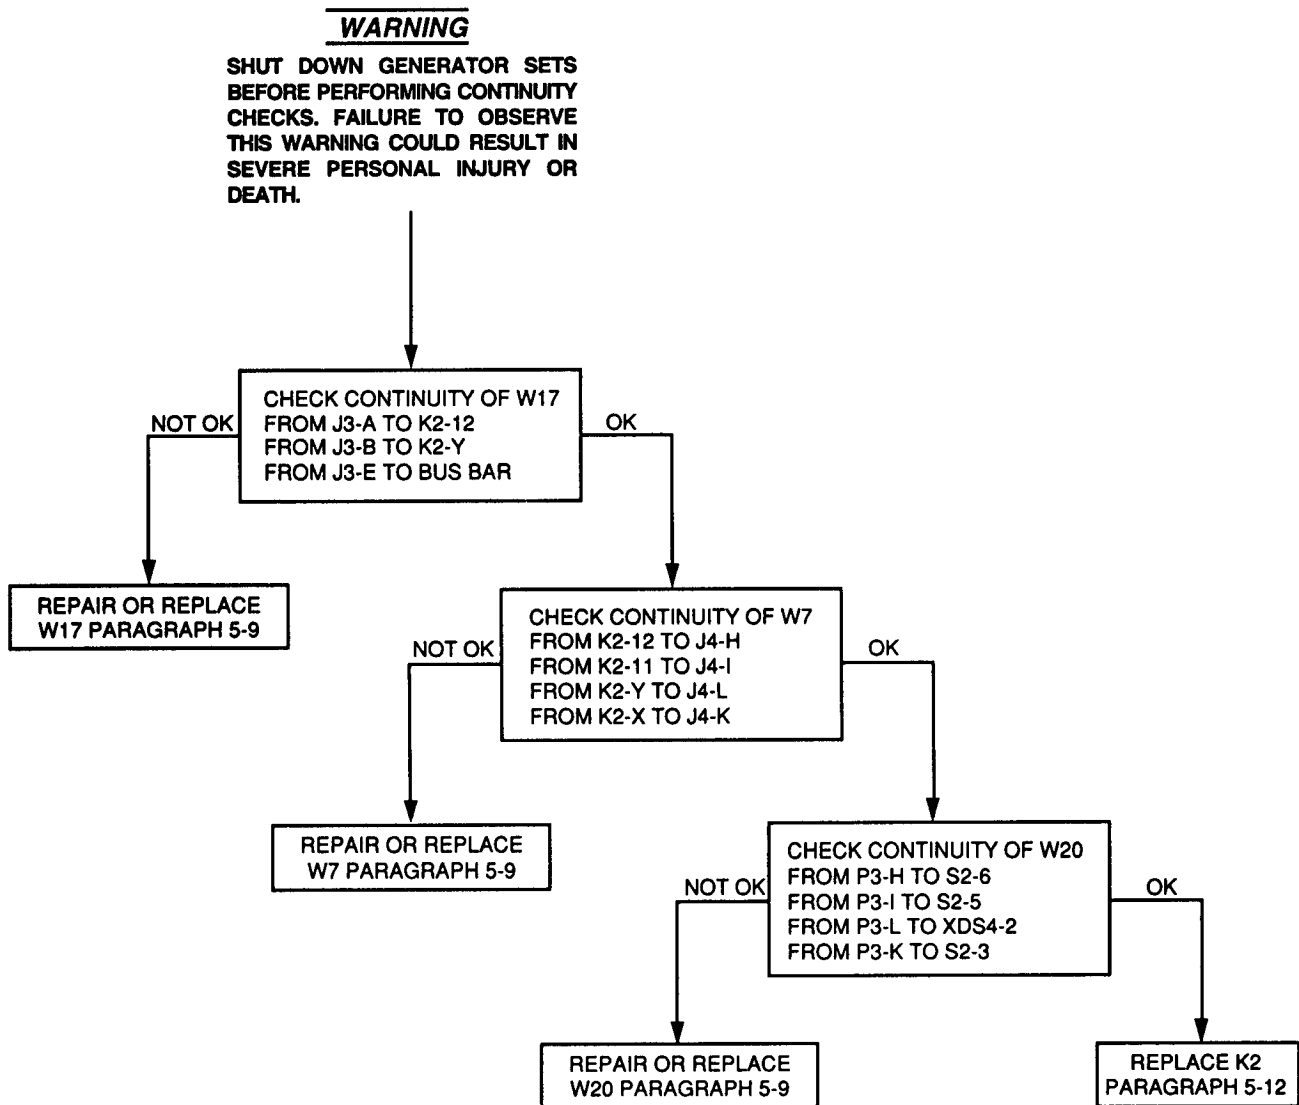 WARNING
SHUT DOWN GENERATOR SETS
BEFORE PERFORMING CONTINUITY
CHECKS. FAILURE TO OBSERVE
THIS WARNING COULD RESULT IN
SEVERE PERSONAL INJURY OR
DEATH.
CHECK CONTINUITY OF W17
FROM J3-A TO K2-12
FROM J3-B TO K2-Y
FROM J3-E TO BUS BAR
NOT OK
OK
REPAIR OR REPLACE
W17 PARAGRAPH 5-9
CHECK CONTINUITY OF W7
FROM K2-12 TO J4-H
FROM K2-11 TO J4-I
FROM K2-Y TO J4-L
FROM K2-X TO J4-K
NOT OK
OK
REPAIR OR REPLACE
W7 PARAGRAPH 5-9
CHECK CONTINUITY OF W20
FROM P3-H TO S2-6
FROM P3-I TO S2-5
FROM P3-L TO XDS4-2
FROM P3-K TO S2-3
NOT OK
OK
REPAIR OR REPLACE
W20 PARAGRAPH 5-9
REPLACE K2
PARAGRAPH 5-12